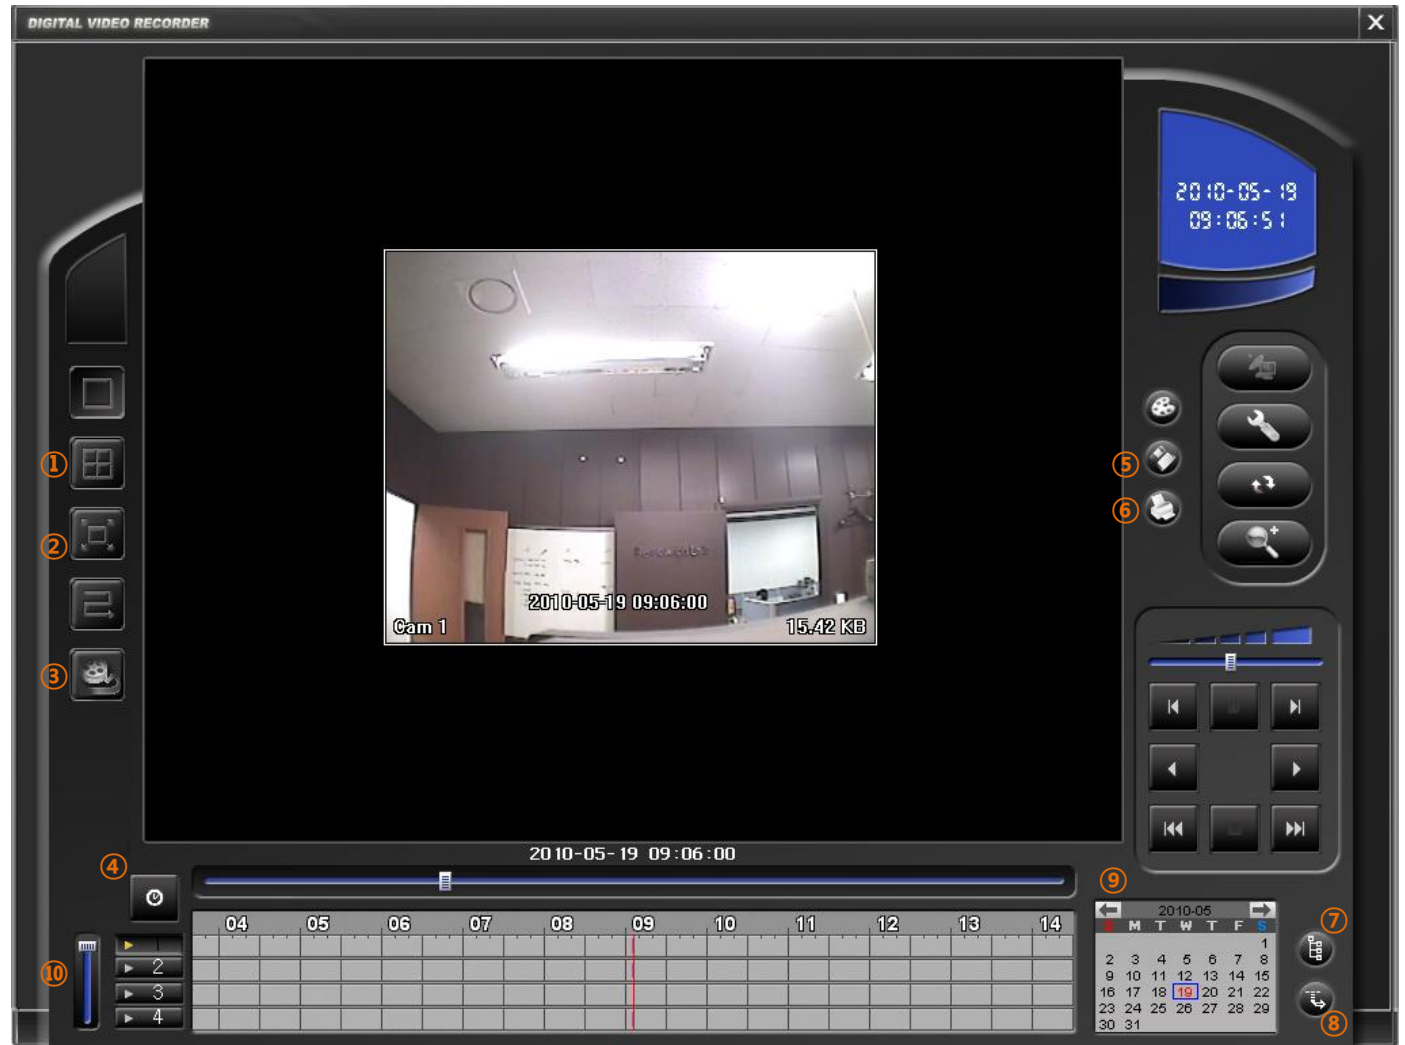 DIGITAL VIDEO RECORDER
X
2010-05-19
09:06:51
①
②
③
④
⑤
⑥
2010-05-19 09:06:00
Cam 1
15.42 KB
2010-05-19 09:06:00
04 05 06 07 08 09 10 11 12 13 14
1
2
3
4
⑩
⑨
2010-05
S M T W T F S
1
2 3 4 5 6 7 8
9 10 11 12 13 14 15
16 17 18 19 20 21 22
23 24 25 26 27 28 29
30 31
⑦
⑧